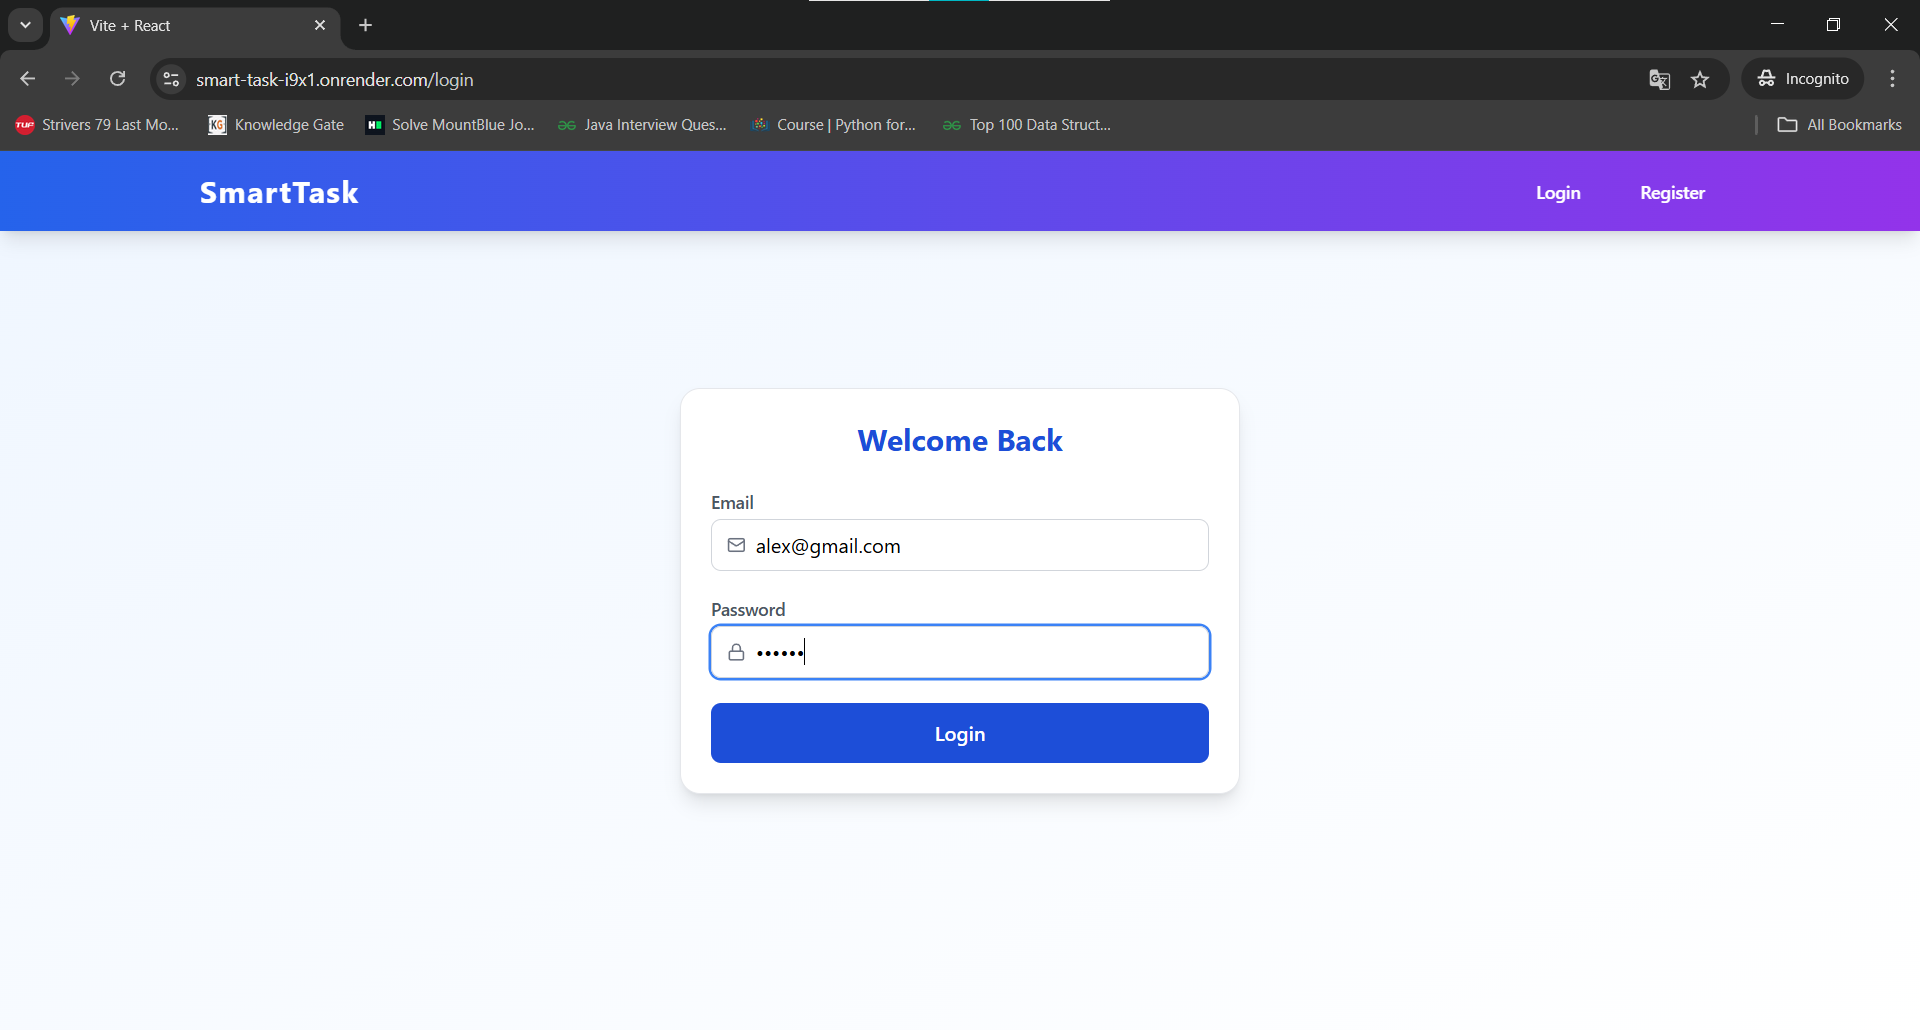 Vite + React
smart-task-i9x1.onrender.com/login
Incognito
TUF Strivers 79 Last Mo...
KG Knowledge Gate
H Solve MountBlue Jo...
Java Interview Ques...
Course | Python for...
Top 100 Data Struct...
All Bookmarks
SmartTask
Login
Register
Welcome Back
Email
alex@gmail.com
Password
••••••
Login